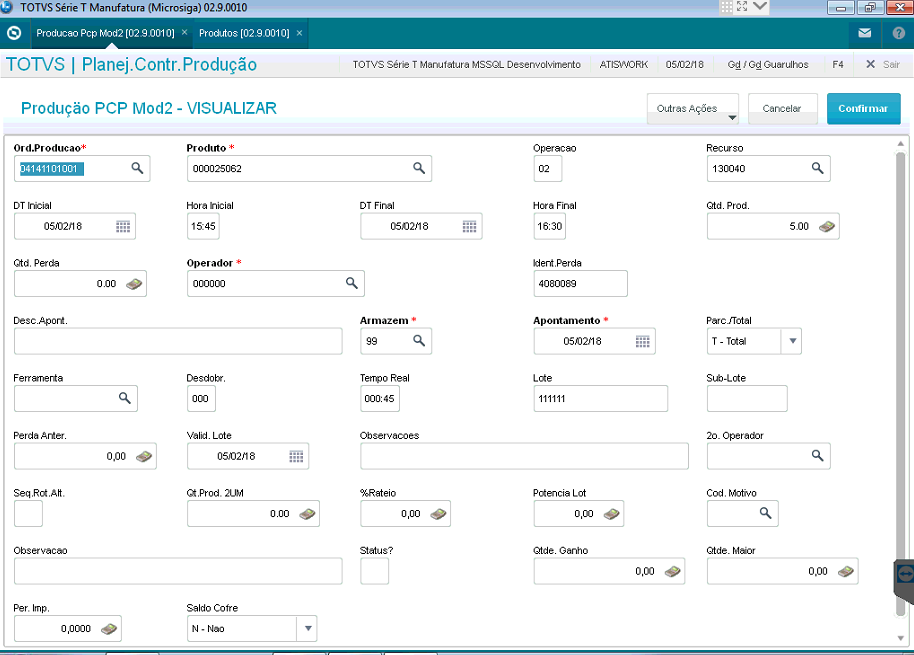 TOTVS Série T Manufatura (Microsiga) 02.9.0010
Producao Pcp Mod2 [02.9.0010] × Produtos [02.9.0010] ×
TOTVS | Planej.Contr.Produção TOTVS Série T Manufatura MSSQL Desenvolvimento ATISWORK 05/02/18 Gd / Gd Guarulhos F4 X Sair
Produção PCP Mod2 - VISUALIZAR Outras Ações Cancelar Confirmar
Ord.Producao* Produto * Operacao Recurso
04141101001 000025062 02 130040
DT Inicial Hora Inicial DT Final Hora Final Qtd. Prod.
05/02/18 15:45 05/02/18 16:30 5.00
Qtd. Perda Operador * Ident.Perda
0.00 000000 4080089
Desc.Apont. Armazem * Apontamento * Parc./Total
99 05/02/18 T - Total
Ferramenta Desdobr. Tempo Real Lote Sub-Lote
000 000:45 111111
Perda Anter. Valid. Lote Observacoes 2o. Operador
0,00 05/02/18
Seq.Rot.Alt. Qt.Prod. 2UM %Rateio Potencia Lot Cod. Motivo
0.00 0,00 0,00
Observacao Status? Qtde. Ganho Qtde. Maior
0,00 0,00
Per. Imp. Saldo Cofre
0,0000 N - Nao